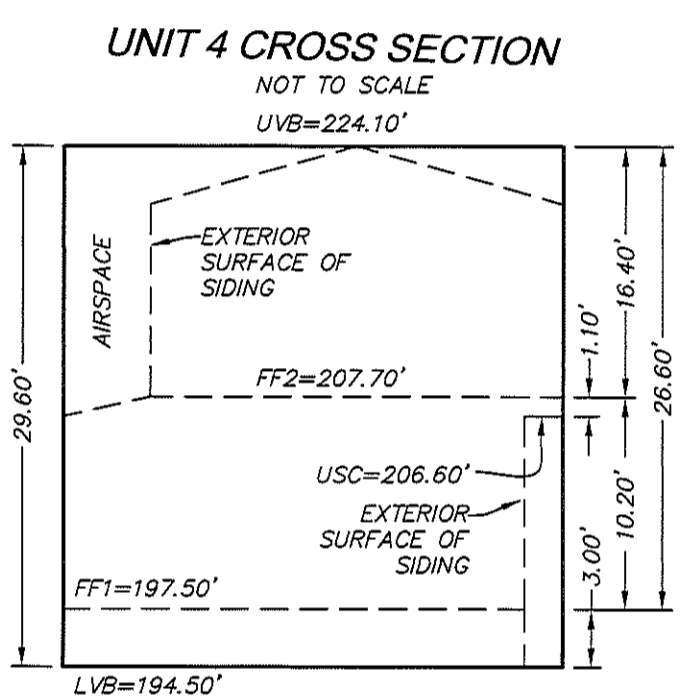 UNIT 4 CROSS SECTION
NOT TO SCALE
UVB=224.10'
EXTERIOR
SURFACE OF
SIDING
AIRSPACE
29.60'
FF2=207.70'
16.40'
1.10'
26.60'
USC=206.60'
EXTERIOR
SURFACE OF
SIDING
10.20'
3.00'
FF1=197.50'
LVB=194.50'